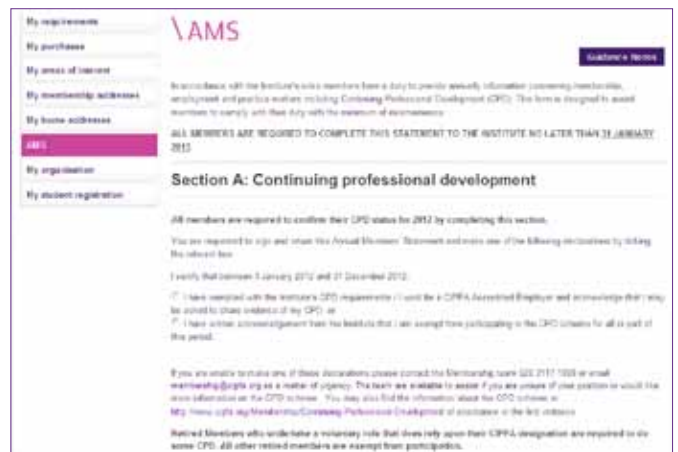 My requirements
My purchases
My areas of interest
My membership addresses
My home addresses
AMS
My organisation
My student registration
\AMS
Guidance Notes
In accordance with the Institute's rules members have a duty to provide annually information concerning membership,
employment and practice matters including Continuing Professional Development (CPD). This form is designed to assist
members to comply with their duty with the minimum of inconvenience.
ALL MEMBERS ARE REQUIRED TO COMPLETE THIS STATEMENT TO THE INSTITUTE NO LATER THAN 31 JANUARY
2013
Section A: Continuing professional development
All members are required to confirm their CPD status for 2012 by completing this section.
You are requested to sign and return this Annual Members' Statement and make one of the following declarations by ticking
the relevant box.
I verify that between 1 January 2012 and 31 December 2012:
I have complied with the Institute's CPD requirements / I work for a CIPFA Accredited Employer and acknowledge that I may
be asked to share evidence of my CPD; or
I have written acknowledgement from the Institute that I am exempt from participating in the CPD scheme for all or part of
this period.
If you are unable to make one of these declarations please contact the Membership team 020 or email
membership@cipfa.org as a matter of urgency. The team are available to assist if you are unsure of your position or would like
more information on the CPD scheme. You may also find the information about the CPD scheme at
of assistance in the first instance.
Retired Members who undertake a voluntary role that does rely upon their CIPFA designation are required to do
some CPD. All other retired members are exempt from participation.